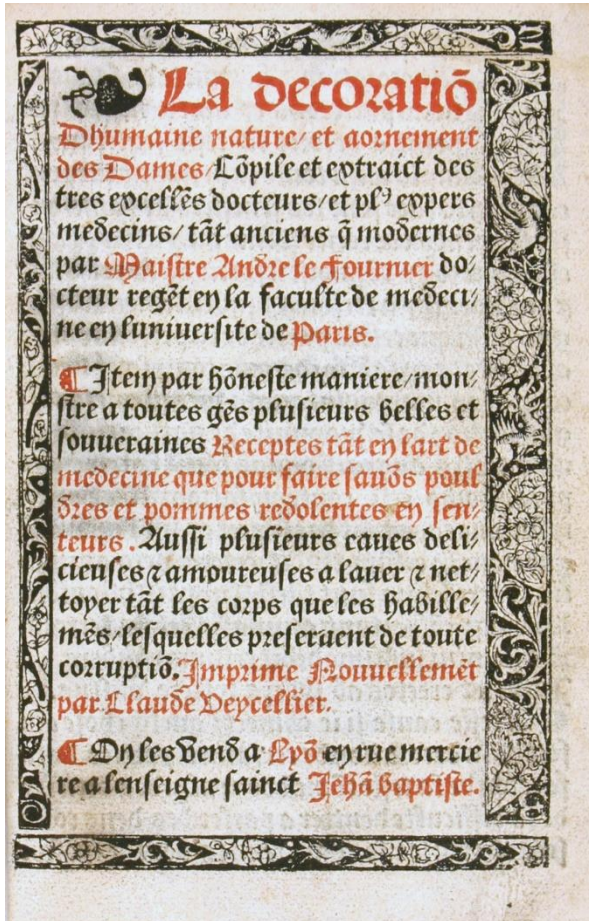 La decoratiõ
Dhumaine nature/ et aornement
des Dames/ Cõpile et extraict des
tres excellẽs docteurs/ et plꝰ expers
medecins/ tãt anciens q̃ modernes
par Maistre Andre le Fournier do/
cteur regẽt en la faculte de medeci/
ne en luniuersite de Paris.
¶ Item par hõneste maniere/ mon/
stre a toutes gẽs plusieurs belles et
souueraines Receptes tãt en lart de
medecine que pour faire sauõs poul
dres et pommes redolentes en sen/
teurs. Aussi plusieurs eaues deli/
cieuses ⁊ amoureuses a lauer ⁊ net/
toyer tãt les corps que les habille/
mẽs/ lesquelles preseruent de toute
corruptiõ. Imprime Nouuellemẽt
par Claude Veycellier.
¶ On les vend a Lyõ en rue mercie
re a lenseigne sainct Jehã baptiste.